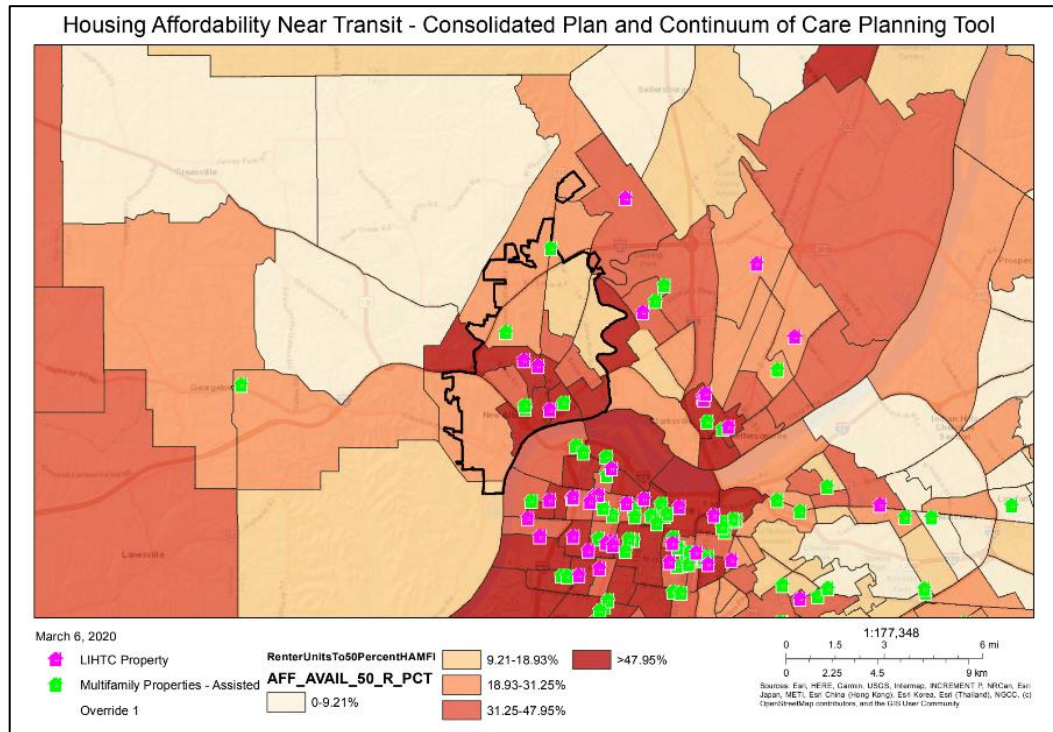 Housing Affordability Near Transit - Consolidated Plan and Continuum of Care Planning Tool
Sellersburg
Greenville
Georgetown
Lanesville
March 6, 2020
LIHTC Property
Multifamily Properties - Assisted
Override 1
RenterUnitsTo50PercentHAMFI
AFF_AVAIL_50_R_PCT
0-9.21%
9.21-18.93%
18.93-31.25%
31.25-47.95%
>47.95%
1:177,348
0 1.5 3 6 mi
0 2.25 4.5 9 km
Sources: Esri, HERE, Garmin, USGS, Intermap, INCREMENT P, NRCan, Esri
Japan, METI, Esri China (Hong Kong), Esri Korea, Esri (Thailand), NGCC, (c)
OpenStreetMap contributors, and the GIS User Community